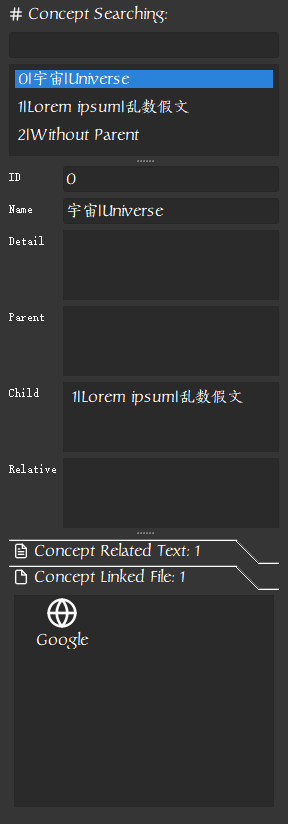 # Concept Searching:
0|宇宙|Universe
1|Lorem ipsum|乱数假文
2|Without Parent
ID 0
Name 宇宙|Universe
Detail
Parent
Child 1|Lorem ipsum|乱数假文
Relative
Concept Related Text: 1
Concept Linked File: 1
Google